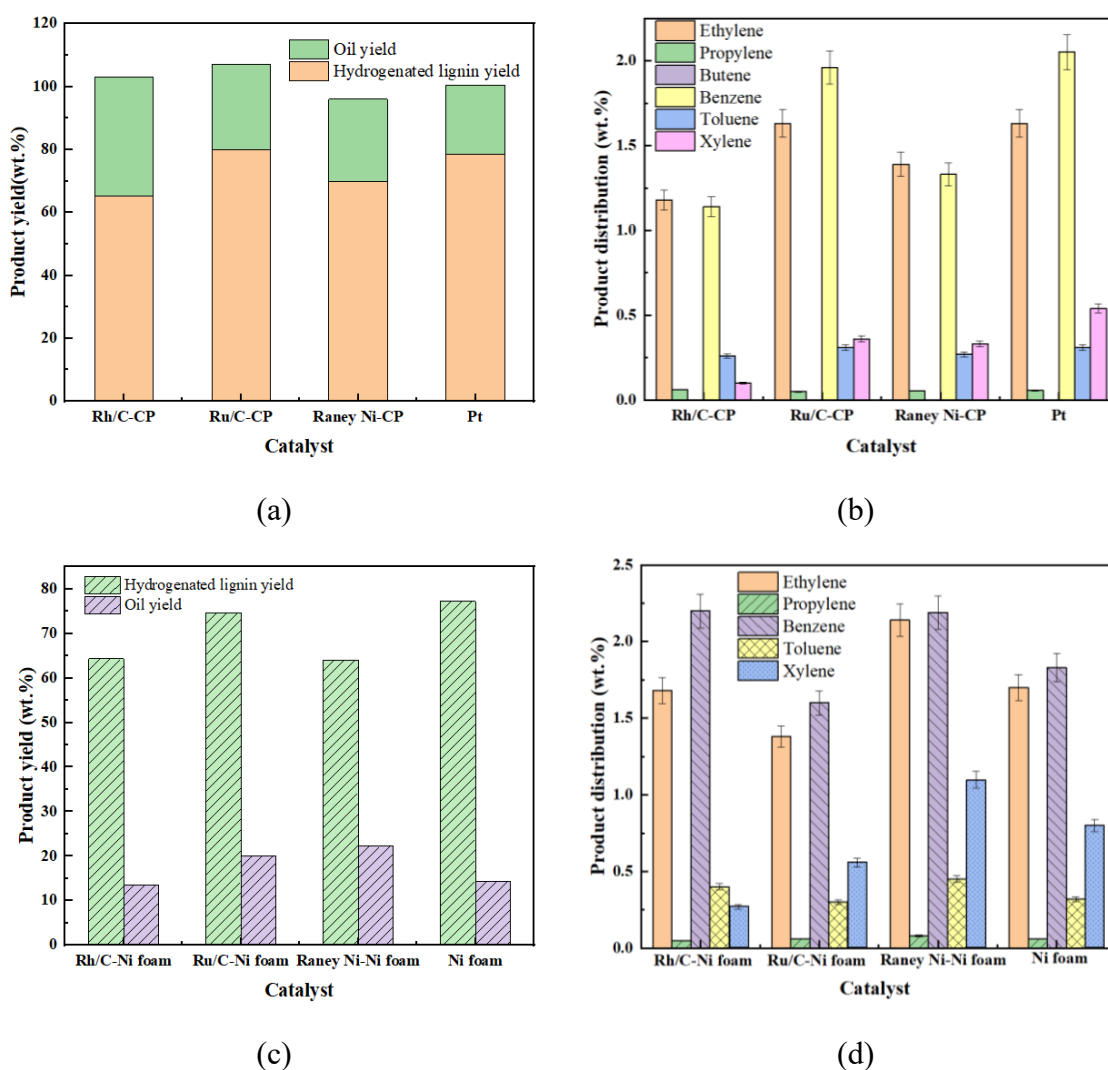 120
100
80
60
40
20
0
Product yield(wt.%)
Oil yield
Hydrogenated lignin yield
Rh/C-CP Ru/C-CP Raney Ni-CP Pt
Catalyst
(a)
2.0
1.5
1.0
0.5
0.0
Product distribution (wt.%)
Ethylene
Propylene
Butene
Benzene
Toluene
Xylene
Rh/C-CP Ru/C-CP Raney Ni-CP Pt
Catalyst
(b)
80
70
60
50
40
30
20
10
0
Product yield (wt.%)
Hydrogenated lignin yield
Oil yield
Rh/C-Ni foam Ru/C-Ni foam Raney Ni-Ni foam Ni foam
Catalyst
(c)
2.5
2.0
1.5
1.0
0.5
0.0
Product distribution (wt.%)
Ethylene
Propylene
Benzene
Toluene
Xylene
Rh/C-Ni foam Ru/C-Ni foam Raney Ni-Ni foam Ni foam
Catalyst
(d)